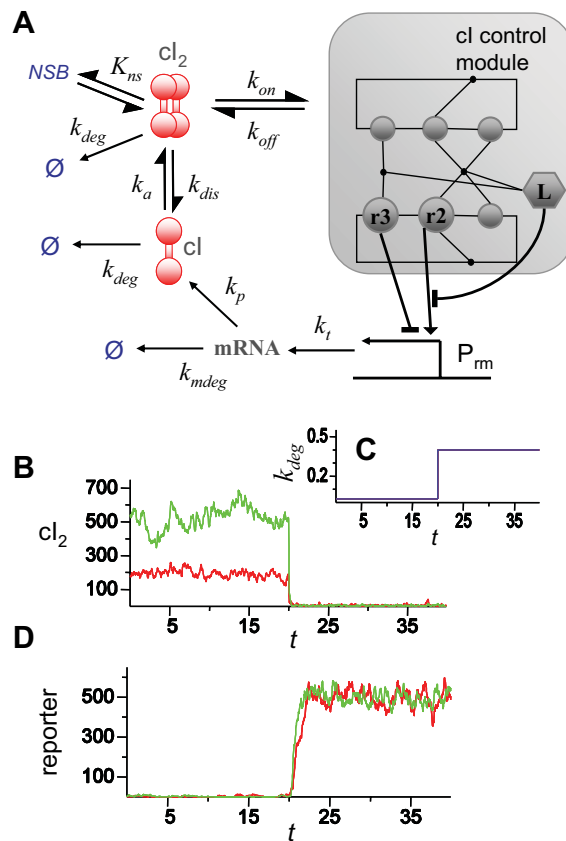 A
cI₂
NSB
K_ns
k_on
k_off
k_deg
Ø
k_a
k_dis
cI
Ø
k_deg
k_p
k_t
mRNA
Ø
k_mdeg
P_rm
cI control
module
L
r3
r2
B
700
500
300
100
cI₂
5
15
25
35
t
C
0.5
0.2
k_deg
5
15
25
35
t
D
500
300
100
reporter
5
15
25
35
t